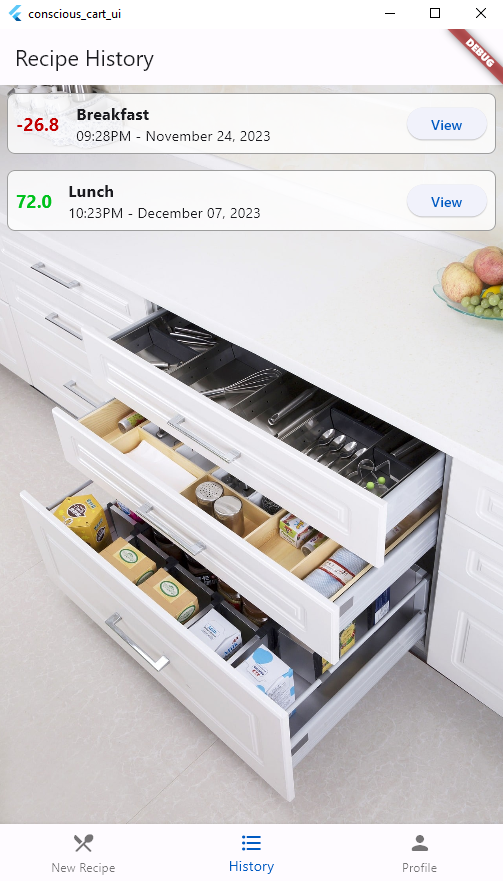 conscious_cart_ui
DEBUG
Recipe History
-26.8
Breakfast
09:28PM - November 24, 2023
View
72.0
Lunch
10:23PM - December 07, 2023
View
New Recipe
History
Profile